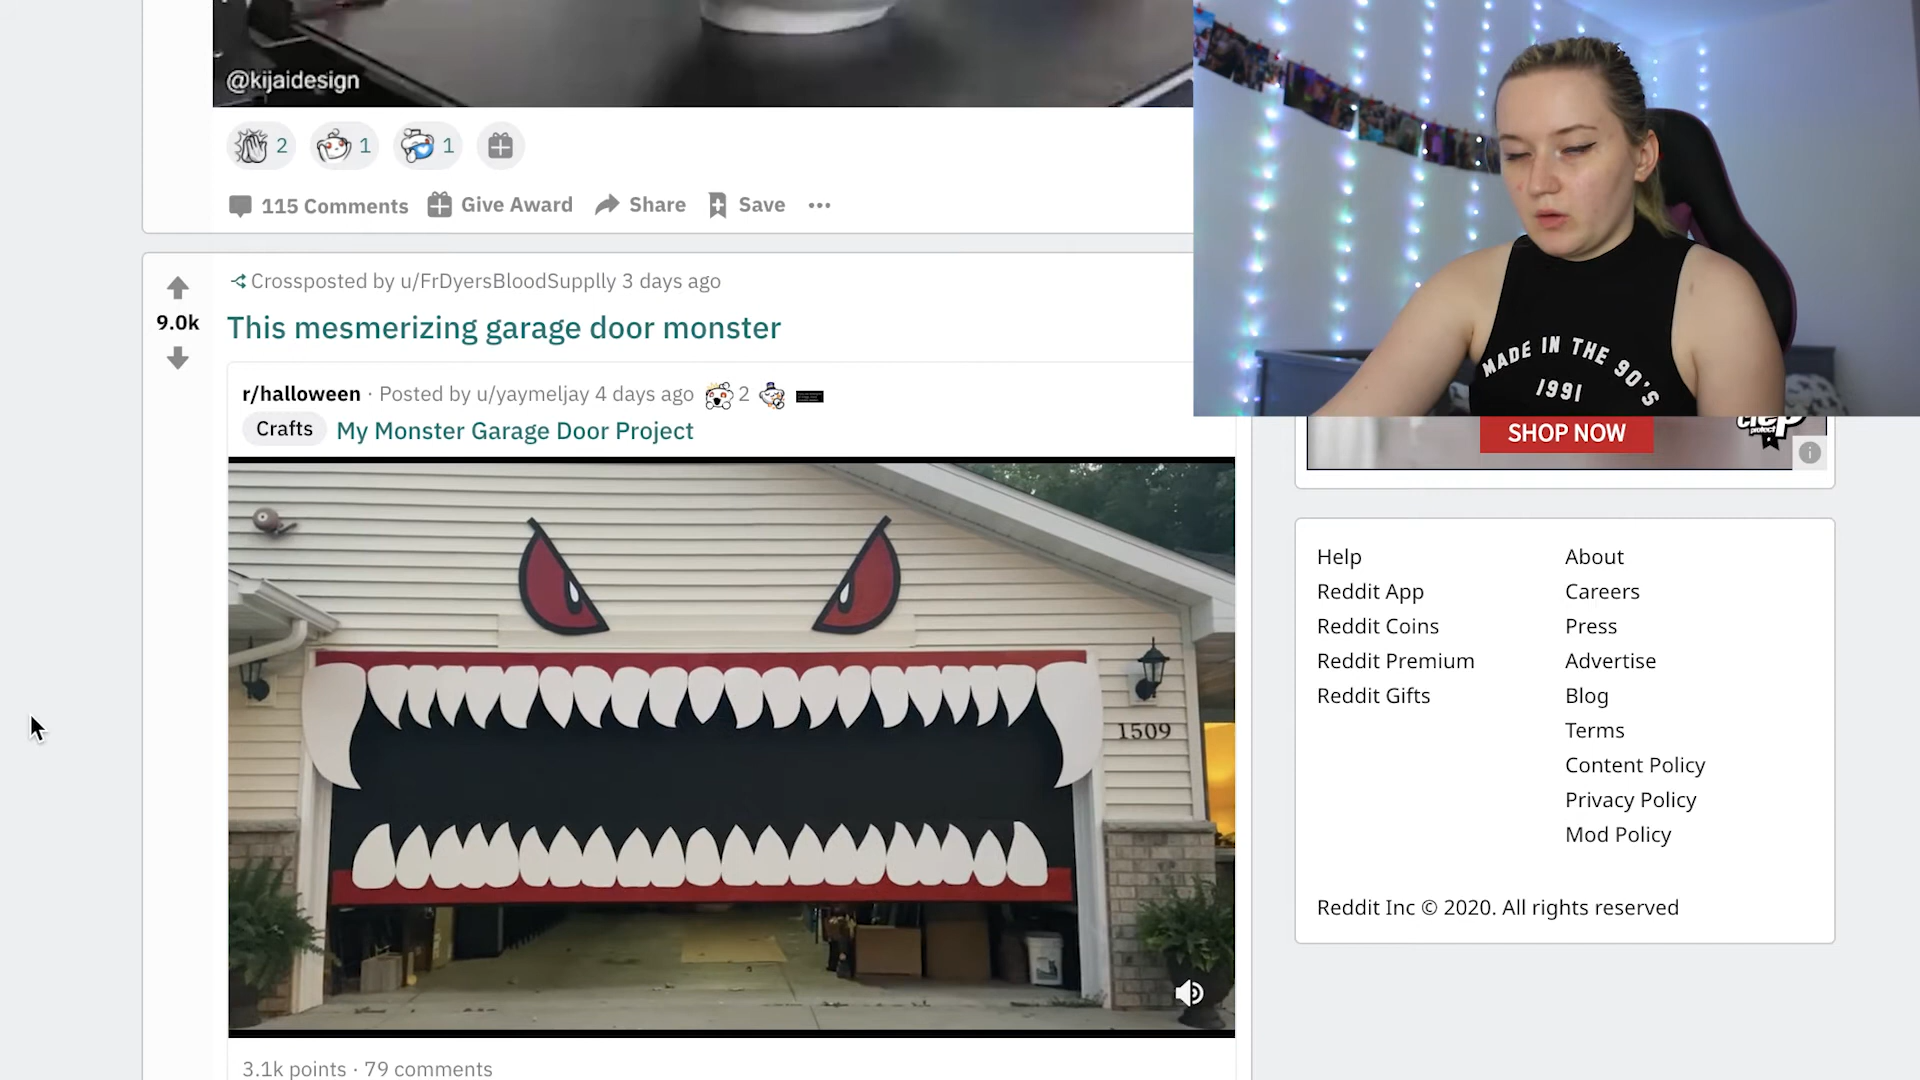 @kijaidesign
2
1
1
115 Comments
Give Award
Share
Save
9.0k
Crossposted by u/FrDyersBloodSupplly 3 days ago
This mesmerizing garage door monster
r/halloween · Posted by u/yaymeljay 4 days ago
2
Crafts
My Monster Garage Door Project
1509
3.1k points · 79 comments
MADE IN THE 90'S
1991
SHOP NOW
Help
Reddit App
Reddit Coins
Reddit Premium
Reddit Gifts
About
Careers
Press
Advertise
Blog
Terms
Content Policy
Privacy Policy
Mod Policy
Reddit Inc © 2020. All rights reserved